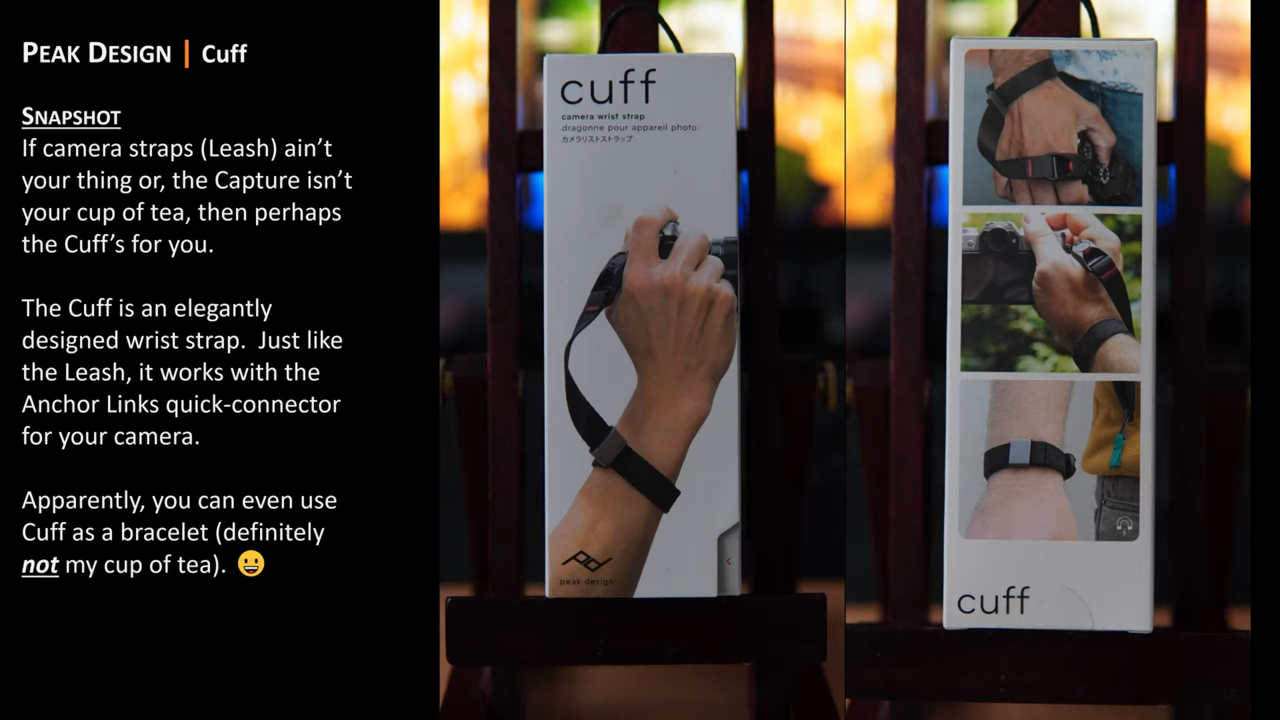 PEAK DESIGN | Cuff
SNAPSHOT
If camera straps (Leash) ain’t
your thing or, the Capture isn’t
your cup of tea, then perhaps
the Cuff’s for you.
The Cuff is an elegantly
designed wrist strap.  Just like
the Leash, it works with the
Anchor Links quick-connector
for your camera.
Apparently, you can even use
Cuff as a bracelet (definitely
not my cup of tea). 😀
cuff
camera wrist strap
dragonne pour appareil photo
カメラリストストラップ
peak design
cuff